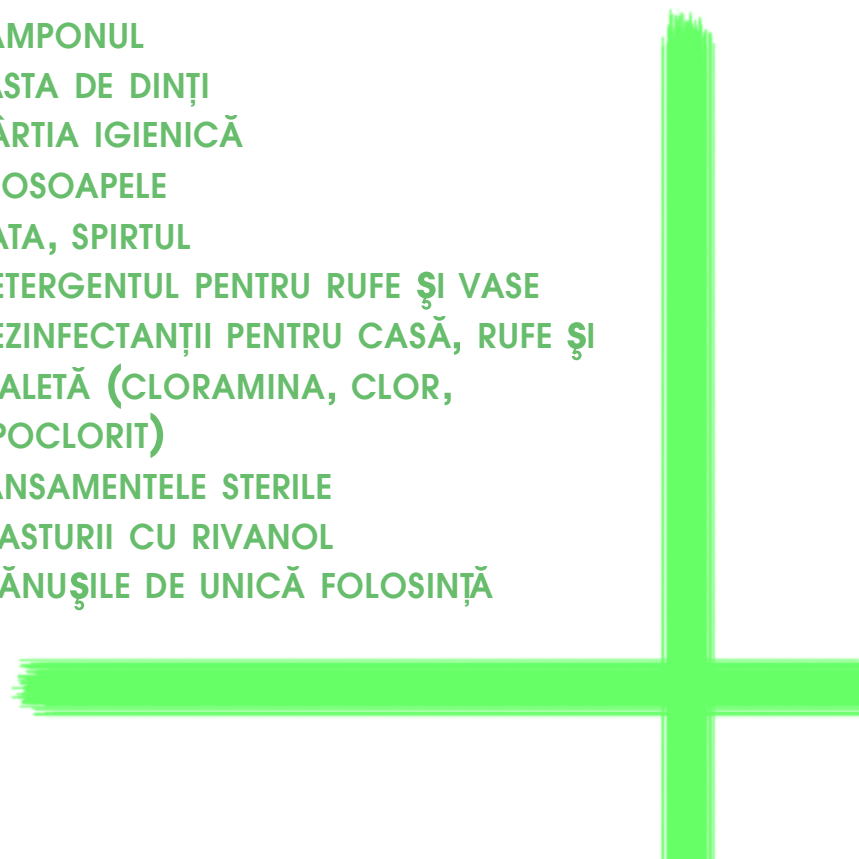 AMPONUL
ASTA DE DINȚI
ÂRTIA IGIENICĂ
OSOAPELE
ATA, SPIRTUL
ETERGENTUL PENTRU RUFE ŞI VASE
EZINFECTANȚII PENTRU CASĂ, RUFE ŞI
ALETĂ (CLORAMINA, CLOR,
POCLORIT)
ANSAMENTELE STERILE
ASTURII CU RIVANOL
ĂNUŞILE DE UNICĂ FOLOSINȚĂ